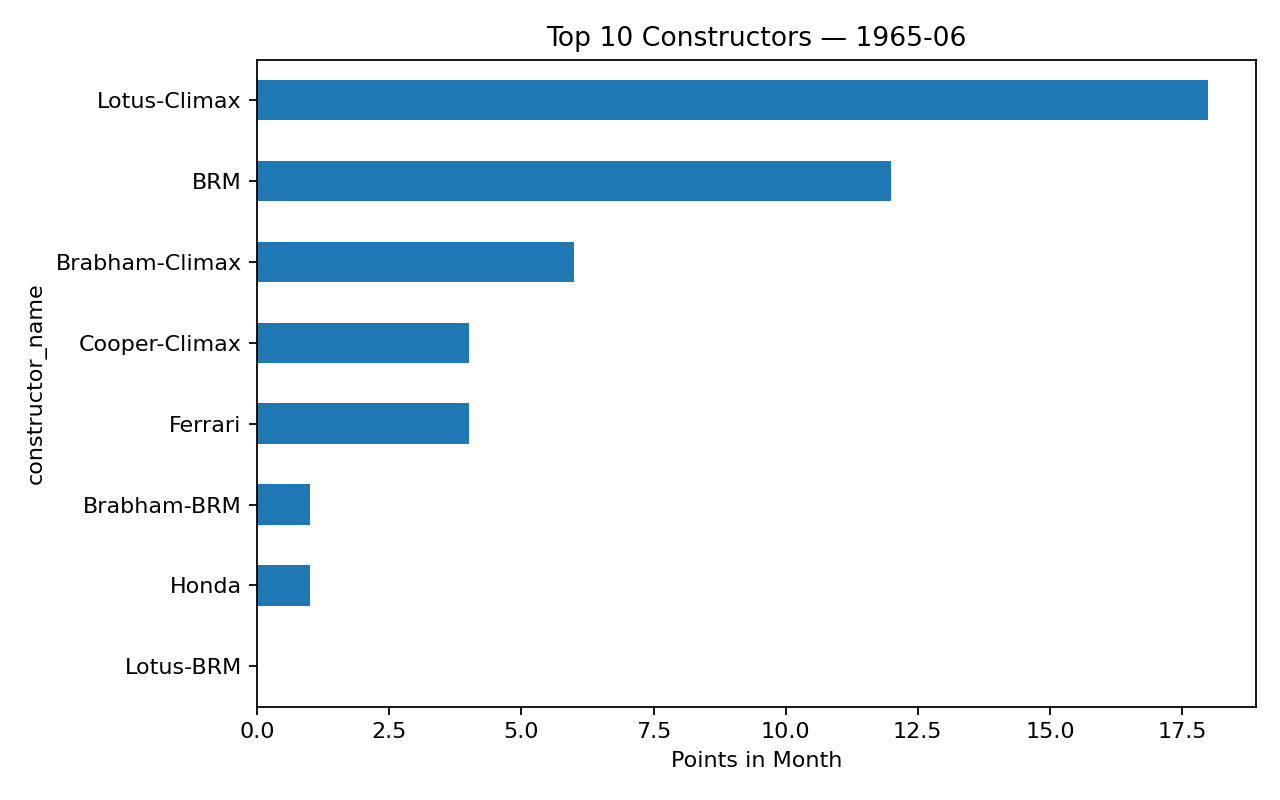 Top 10 Constructors — 1965-06
constructor_name
Lotus-Climax
BRM
Brabham-Climax
Cooper-Climax
Ferrari
Brabham-BRM
Honda
Lotus-BRM
0.0 2.5 5.0 7.5 10.0 12.5 15.0 17.5
Points in Month